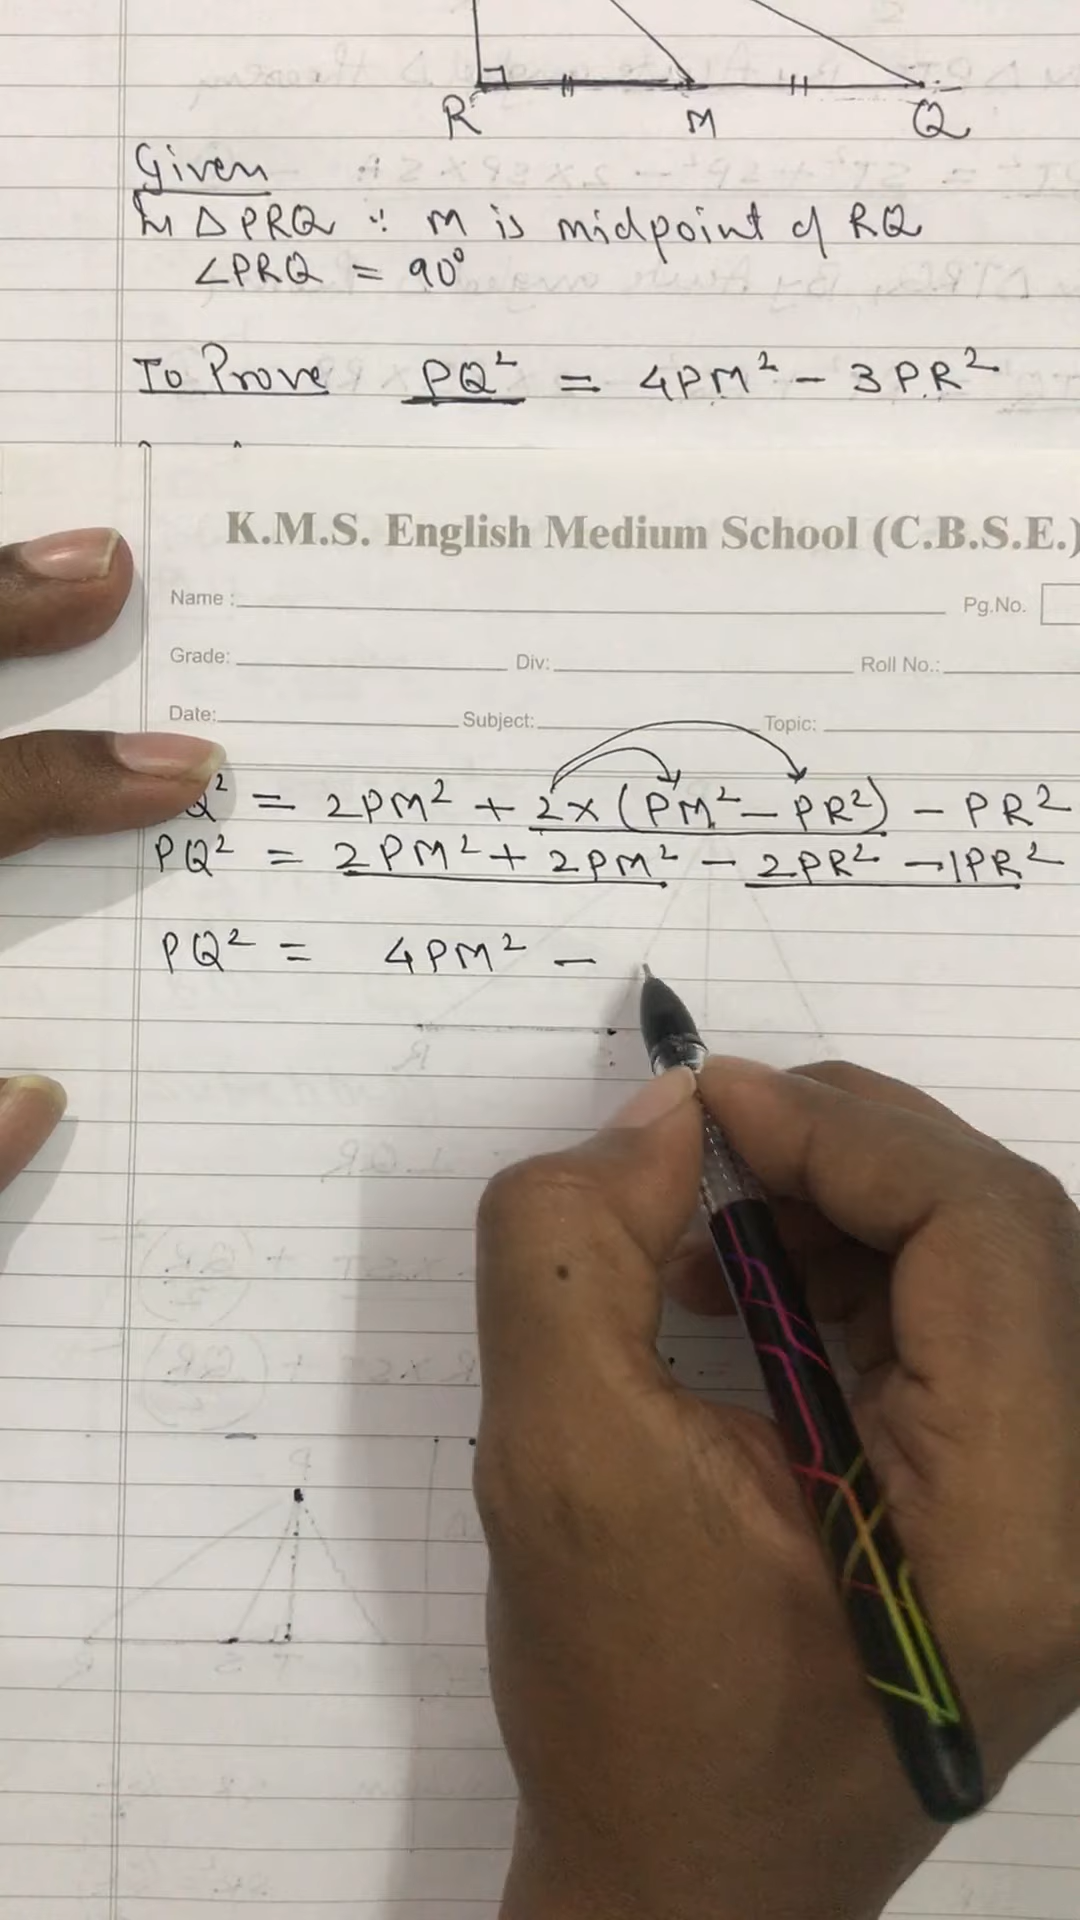 R M Q
Given
In △PRQ ∵ M is midpoint of RQ
∠PRQ = 90°
To Prove PQ² = 4PM² − 3PR²
K.M.S. English Medium School (C.B.S.E.)
Name : Pg.No.
Grade: Div: Roll No.:
Date: Subject: Topic:
Q² = 2PM² + 2×(PM² − PR²) − PR²
PQ² = 2PM² + 2PM² − 2PR² − 1PR²
PQ² = 4PM² −